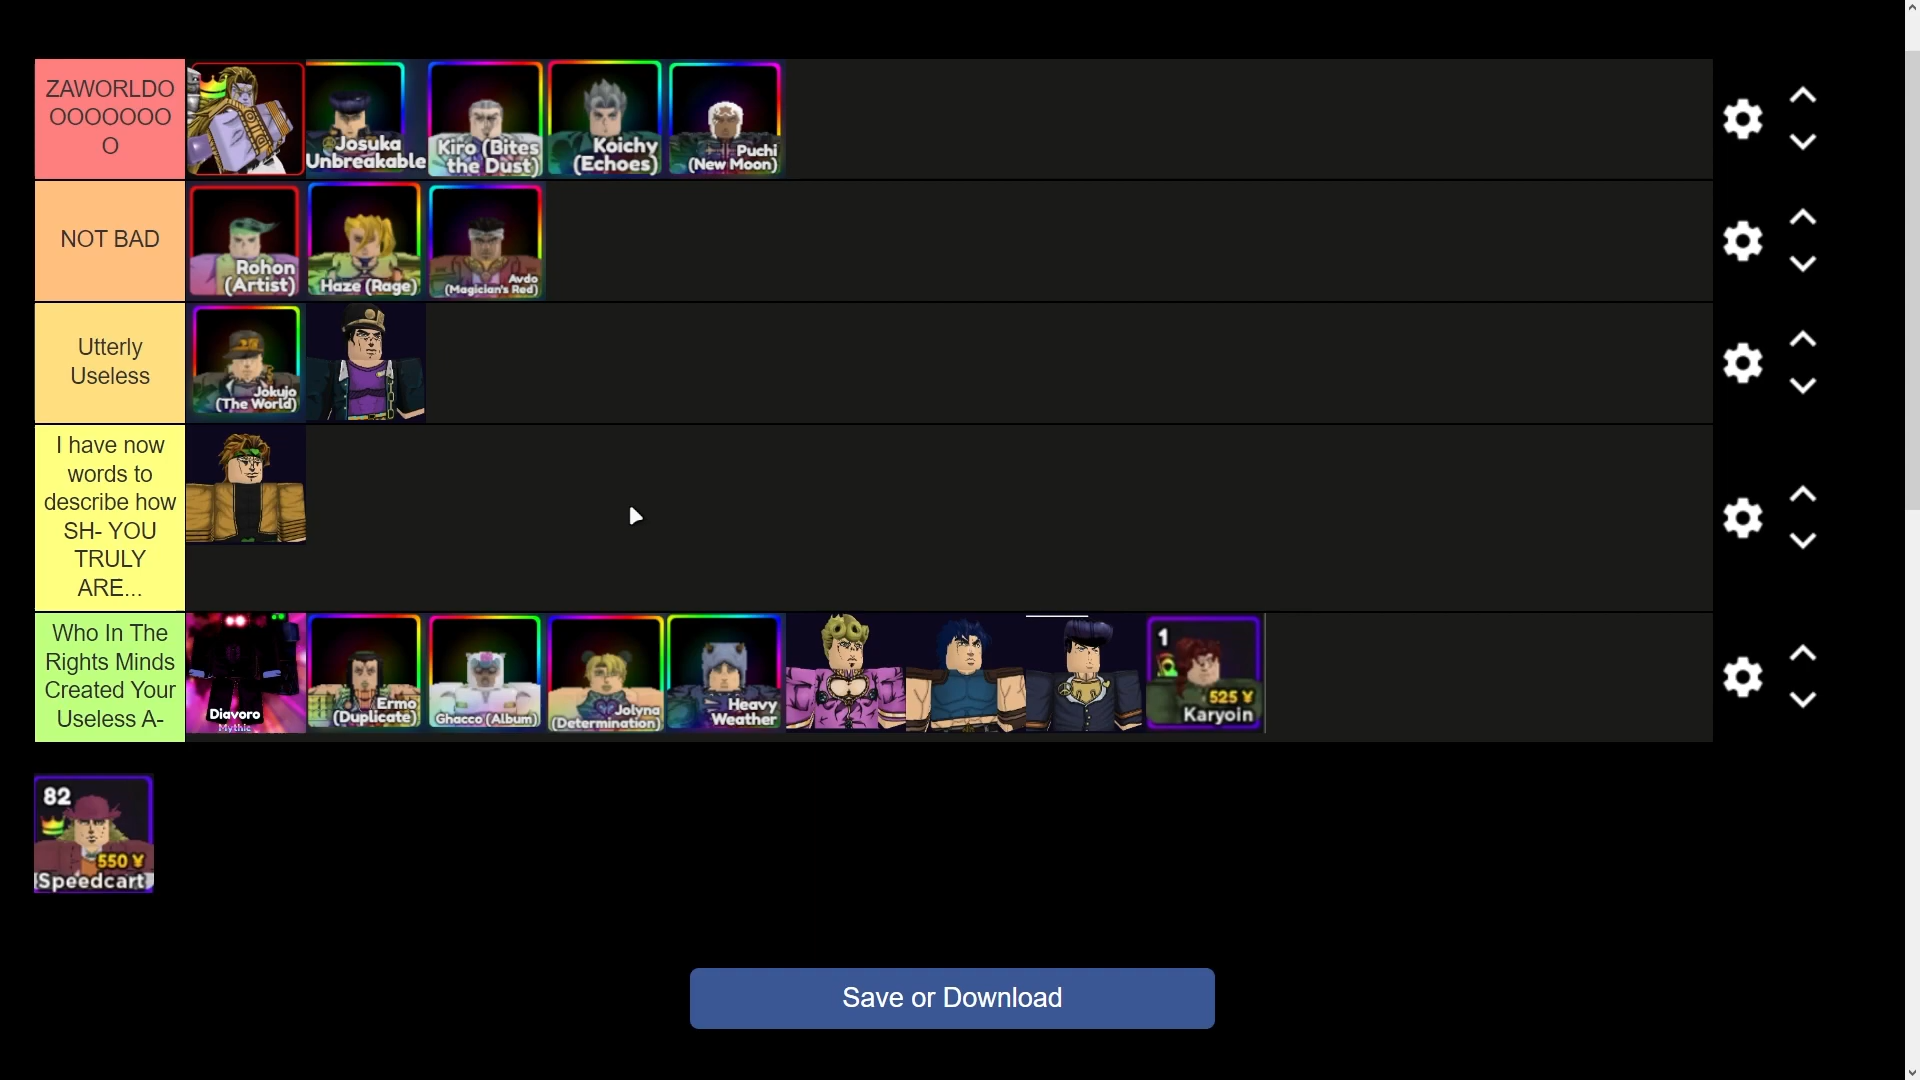 ZAWORLDO
OOOOOOO
O
Josuka
Unbreakable
Kiro (Bites
the Dust)
Koichy
(Echoes)
Puchi
(New Moon)
NOT BAD
Rohon
(Artist)
Haze (Rage)
Avdo
(Magician's Red)
Utterly
Useless
Jokujo
(The World)
I have now
words to
describe how
SH- YOU
TRULY
ARE...
Who In The
Rights Minds
Created Your
Useless A-
Diavoro
Mythic
Ermo
(Duplicate)
Ghacco (Album)
Jolyna
(Determination)
Heavy
Weather
1
525 ¥
Karyoin
82
550 ¥
Speedcart
Save or Download